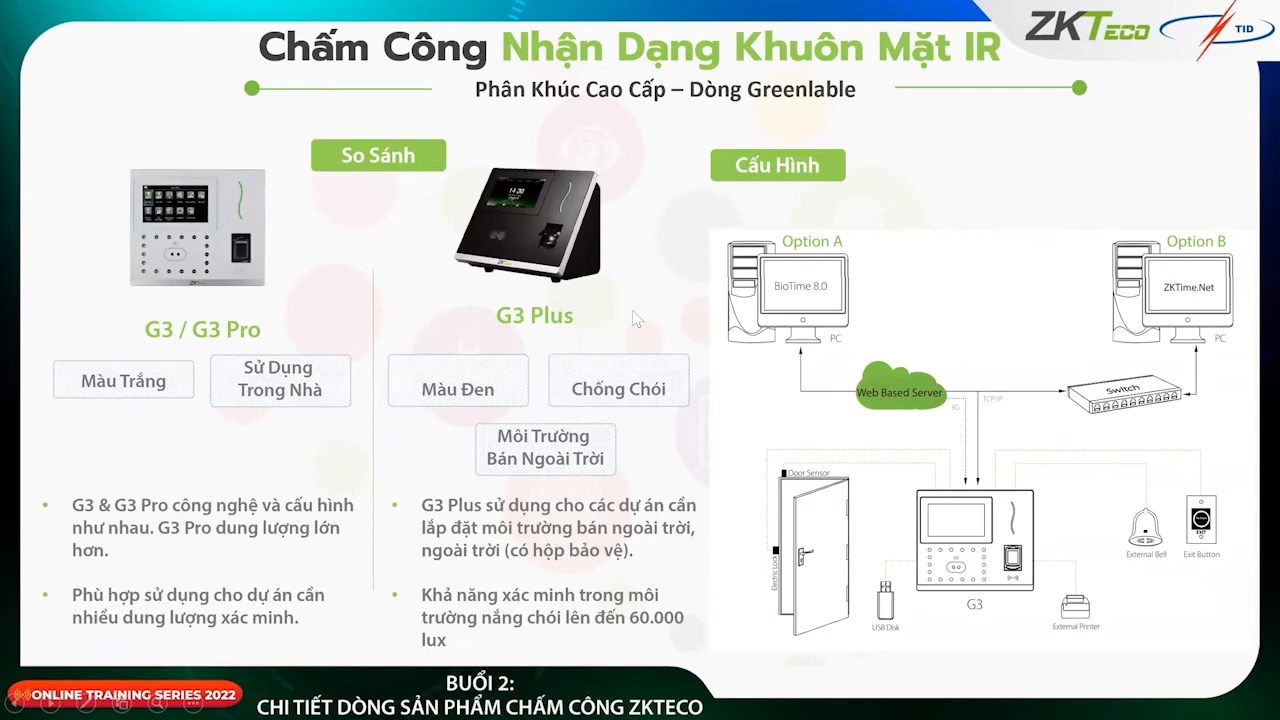 Chấm Công Nhận Dạng Khuôn Mặt IR
Phân Khúc Cao Cấp – Dòng Greenlable
ZKTECO
TID
So Sánh
Cấu Hình
14 30
ZKTECO
ZKTECO
G3 / G3 Pro
G3 Plus
Màu Trắng
Sử Dụng
Trong Nhà
Màu Đen
Chống Chói
Môi Trường
Bán Ngoài Trời
• G3 & G3 Pro công nghệ và cấu hình
như nhau. G3 Pro dung lượng lớn
hơn.
• Phù hợp sử dụng cho dự án cần
nhiều dung lượng xác minh.
• G3 Plus sử dụng cho các dự án cần
lắp đặt môi trường bán ngoài trời,
ngoài trời (có hộp bảo vệ).
• Khả năng xác minh trong môi
trường nắng chói lên đến 60.000
lux
Option A
Option B
BioTime 8.0
ZKTime.Net
PC
PC
Web Based Server
3G
TCP/IP
Switch
Door Sensor
Electric Lock
External Bell
EXIT
Exit Button
G3
USB Disk
External Printer
ONLINE TRAINING SERIES 2022
BUỔI 2:
CHI TIẾT DÒNG SẢN PHẨM CHẤM CÔNG ZKTECO